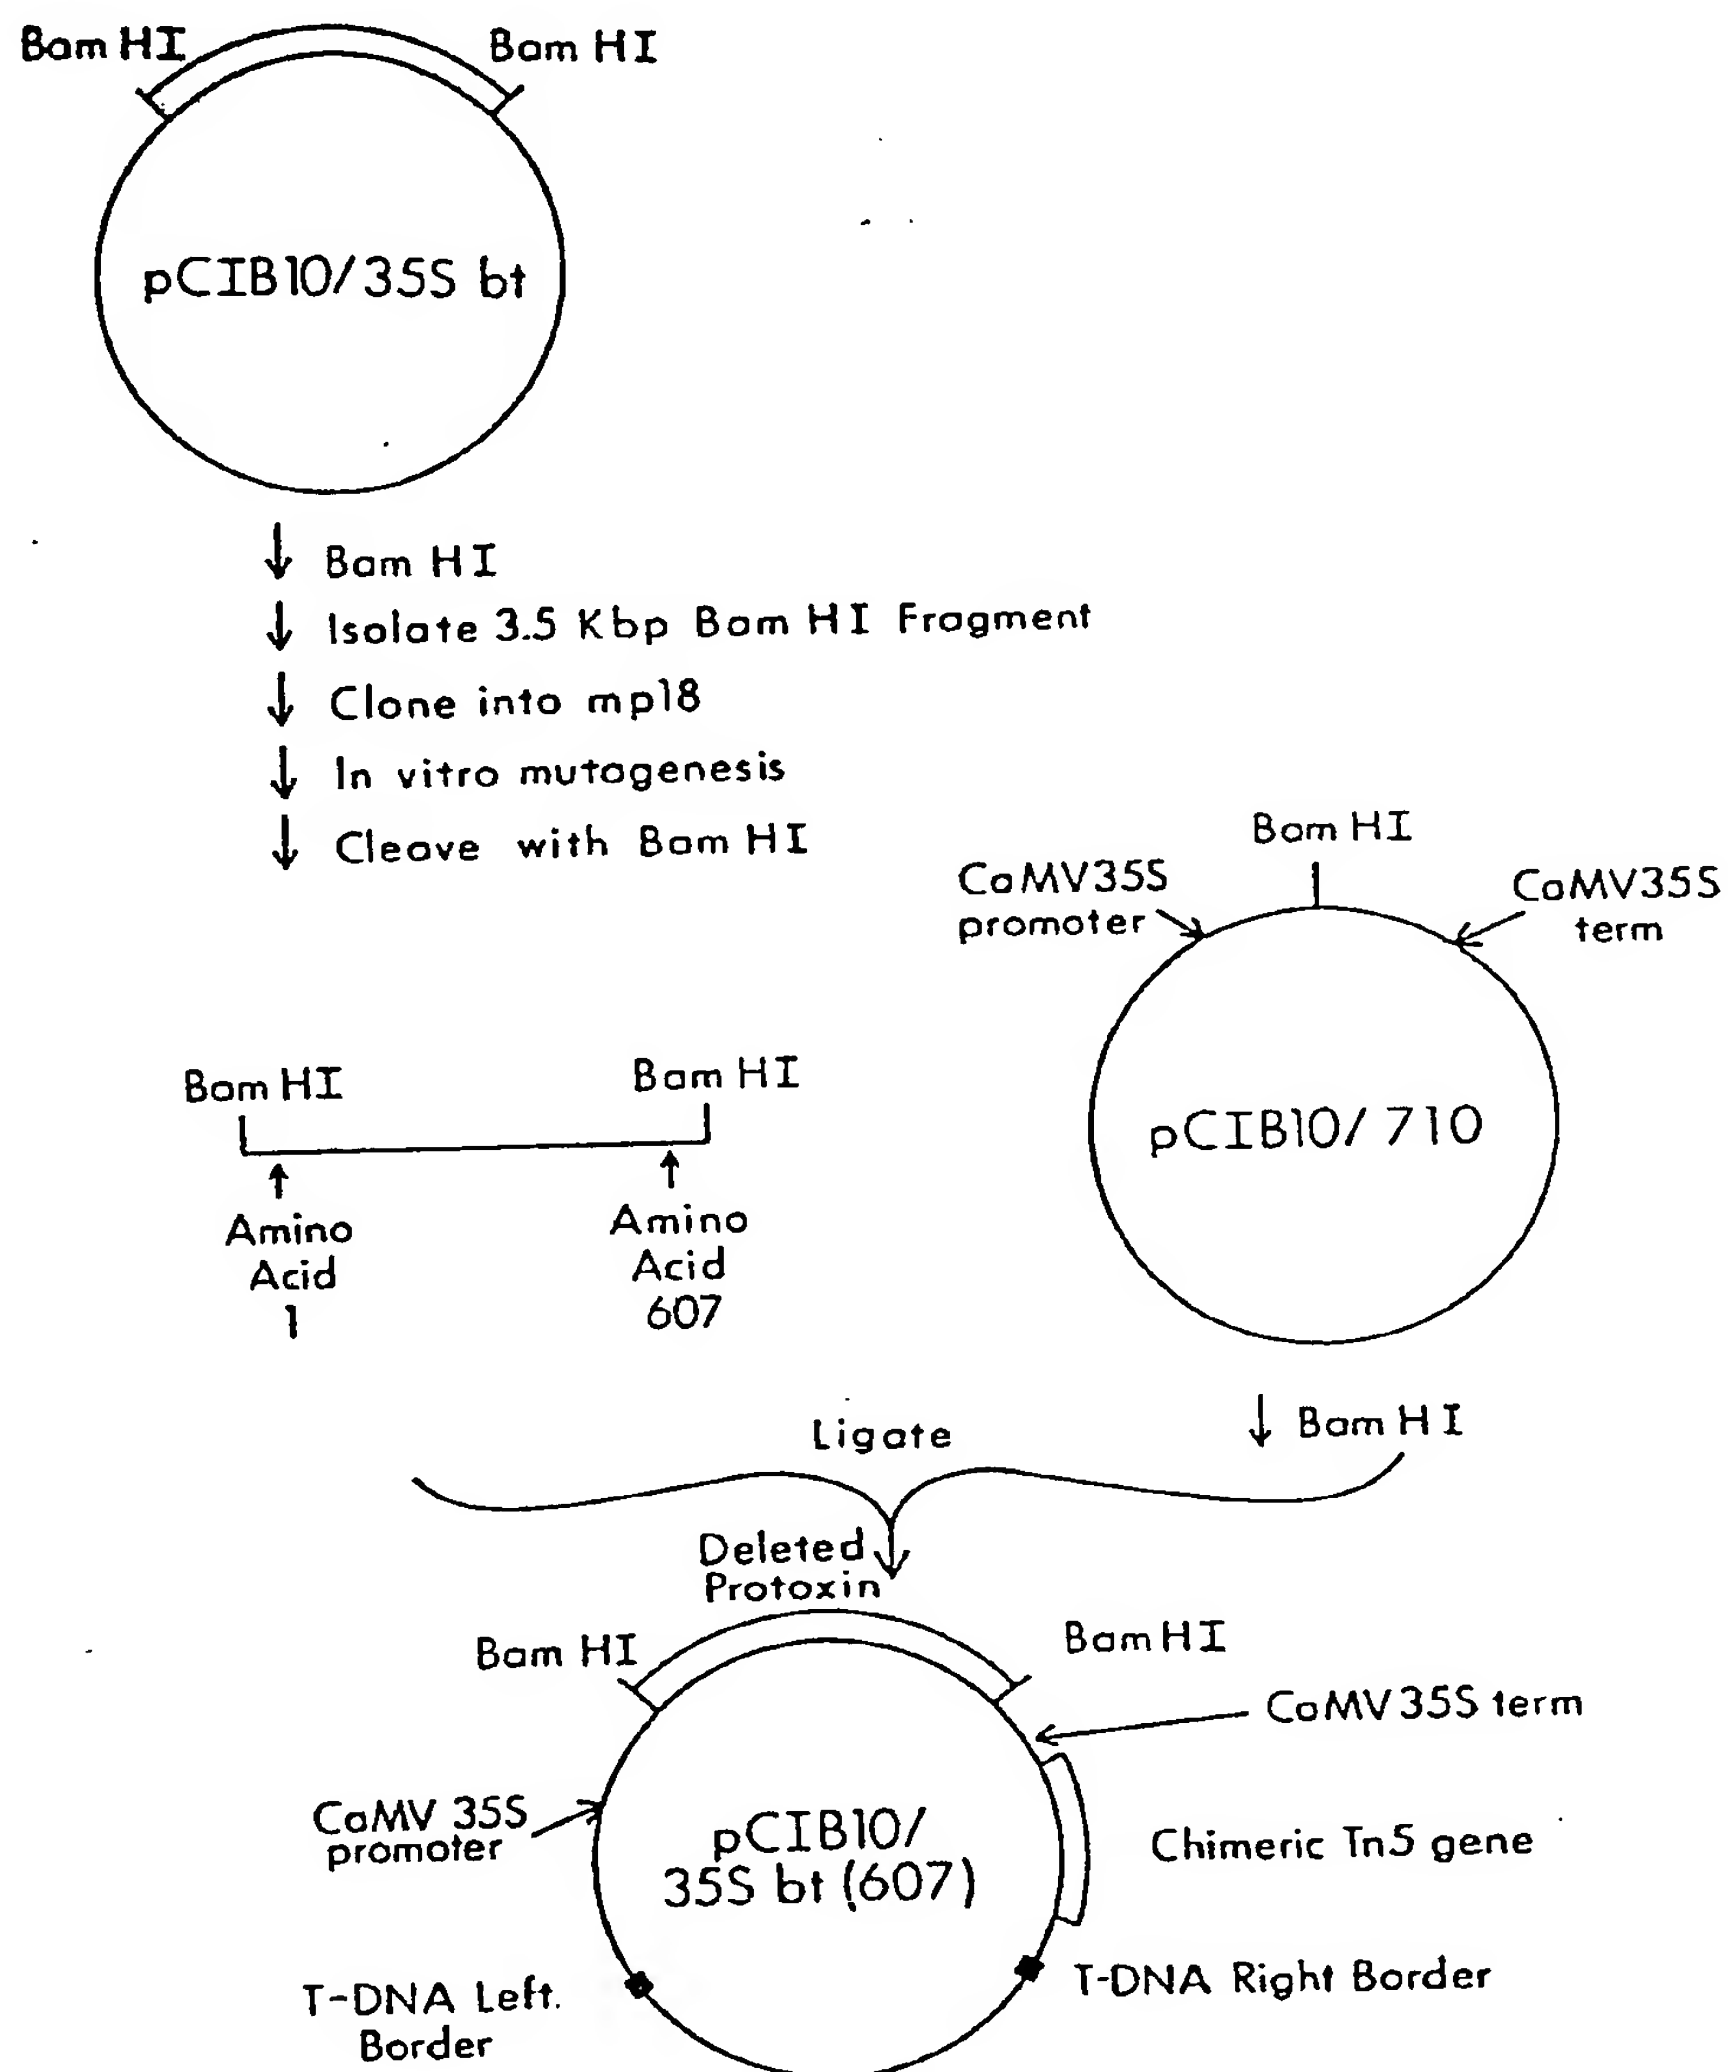 Bam HI
Bam HI
pCIB10/35S bt
Bam HI
Isolate 3.5 Kbp Bam HI Fragment
Clone into mp18
In vitro mutagenesis
Cleave with Bam HI
Bam HI
CaMV35S
promoter
CaMV35S
term
pCIB10/710
Bam HI
Bam HI
Amino
Acid
1
Amino
Acid
607
Bam HI
Ligate
Deleted
Protoxin
Bam HI
Bam HI
CaMV 35S term
CaMV 35S
promoter
pCIB10/
35S bt (607)
Chimeric Tn5 gene
T-DNA Left.
Border
T-DNA Right Border